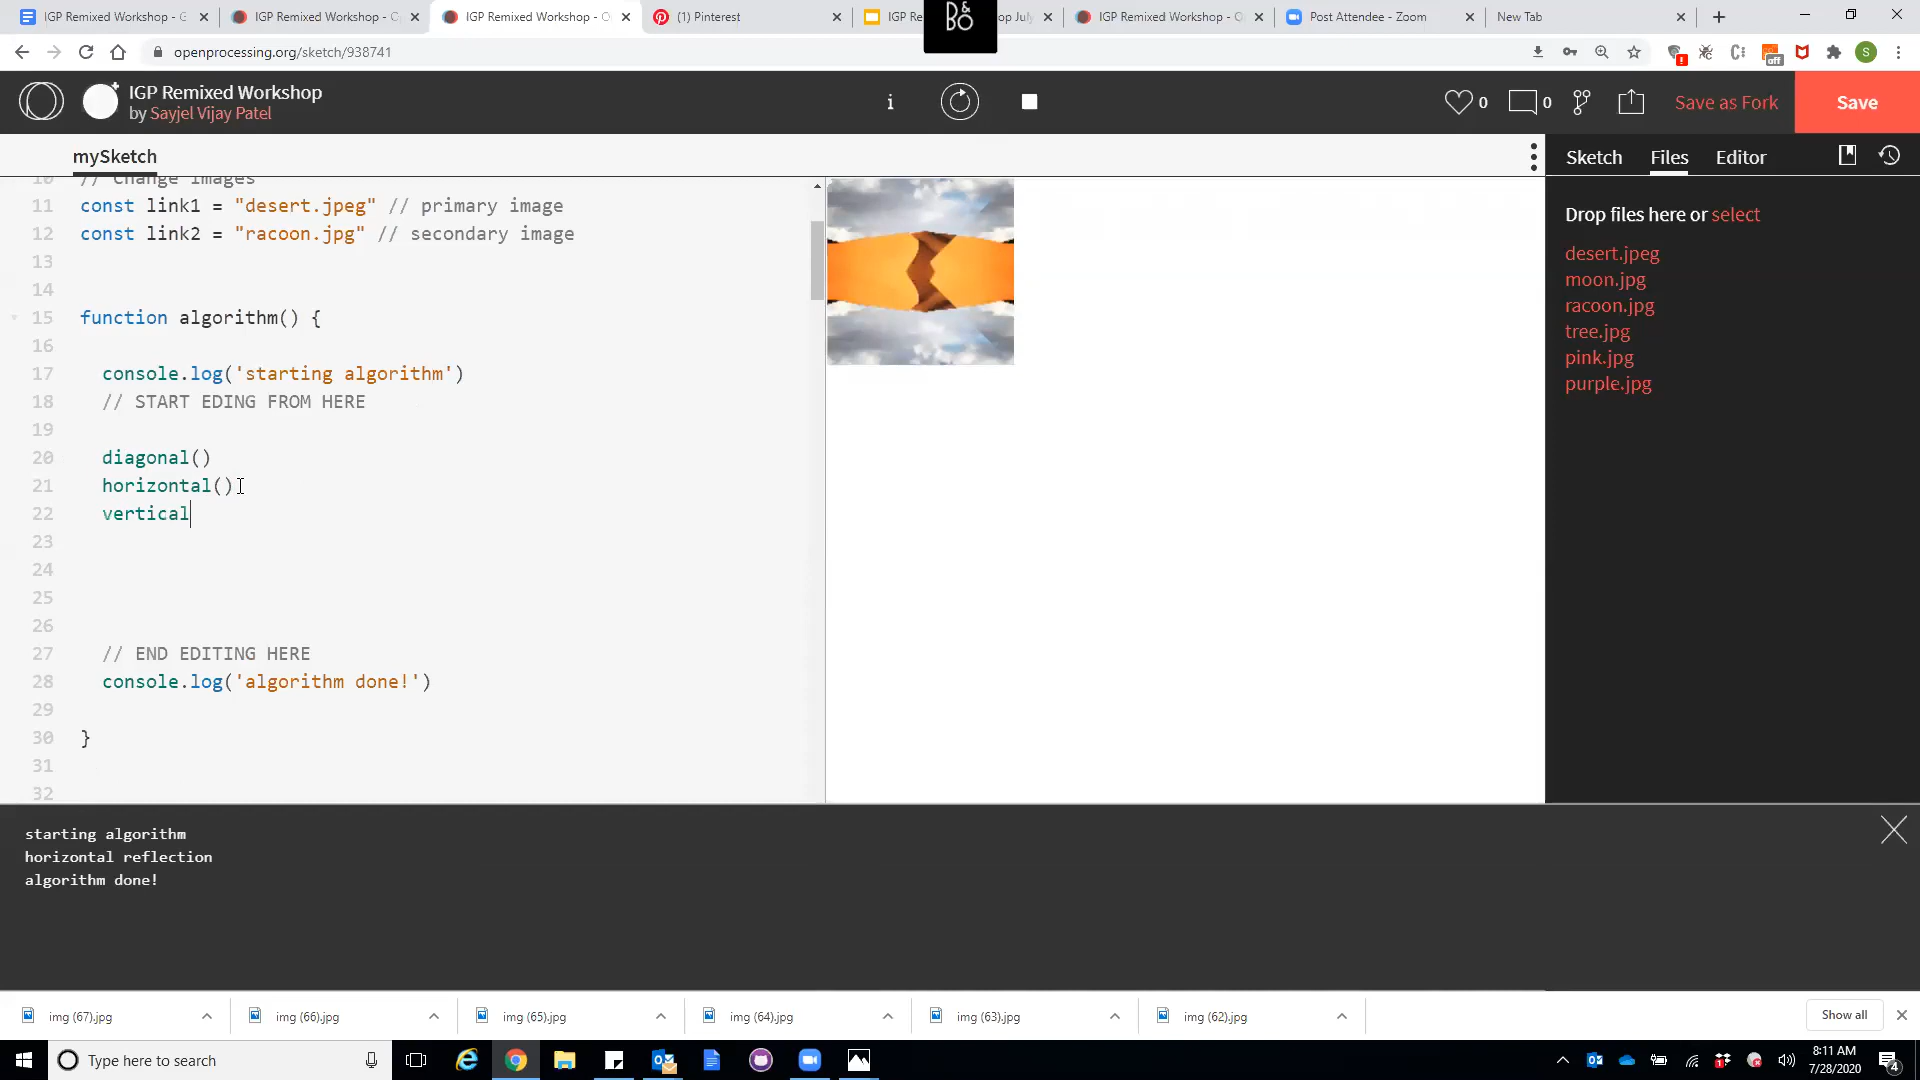 IGP Remixed Workshop - G
IGP Remixed Workshop - O
IGP Remixed Workshop - O
(1) Pinterest
IGP Re
op July
IGP Remixed Workshop - O
Post Attendee - Zoom
New Tab
B&O
openprocessing.org/sketch/938741
off
S
IGP Remixed Workshop
by Sayjel Vijay Patel
i
0
0
Save as Fork
Save
mySketch
Sketch
Files
Editor
10 // Change images
11 const link1 = "desert.jpeg" // primary image
12 const link2 = "racoon.jpg" // secondary image
13
14
15 function algorithm() {
16
17 console.log('starting algorithm')
18 // START EDING FROM HERE
19
20 diagonal()
21 horizontal()
22 vertical
23
24
25
26
27 // END EDITING HERE
28 console.log('algorithm done!')
29
30 }
31
32
Drop files here or select
desert.jpeg
moon.jpg
racoon.jpg
tree.jpg
pink.jpg
purple.jpg
starting algorithm
horizontal reflection
algorithm done!
img (67).jpg
img (66).jpg
img (65).jpg
img (64).jpg
img (63).jpg
img (62).jpg
Show all
Type here to search
8:11 AM
7/28/2020
4